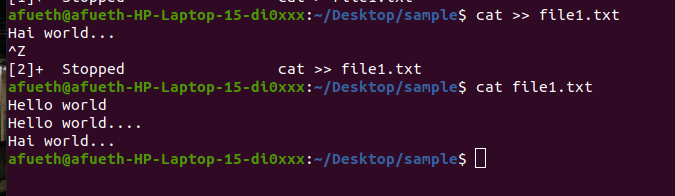 [1]+  Stopped                 cat >> file1.txt
afueth@afueth-HP-Laptop-15-di0xxx:~/Desktop/sample$ cat >> file1.txt
Hai world...
^Z
[2]+  Stopped                 cat >> file1.txt
afueth@afueth-HP-Laptop-15-di0xxx:~/Desktop/sample$ cat file1.txt
Hello world
Hello world....
Hai world...
afueth@afueth-HP-Laptop-15-di0xxx:~/Desktop/sample$